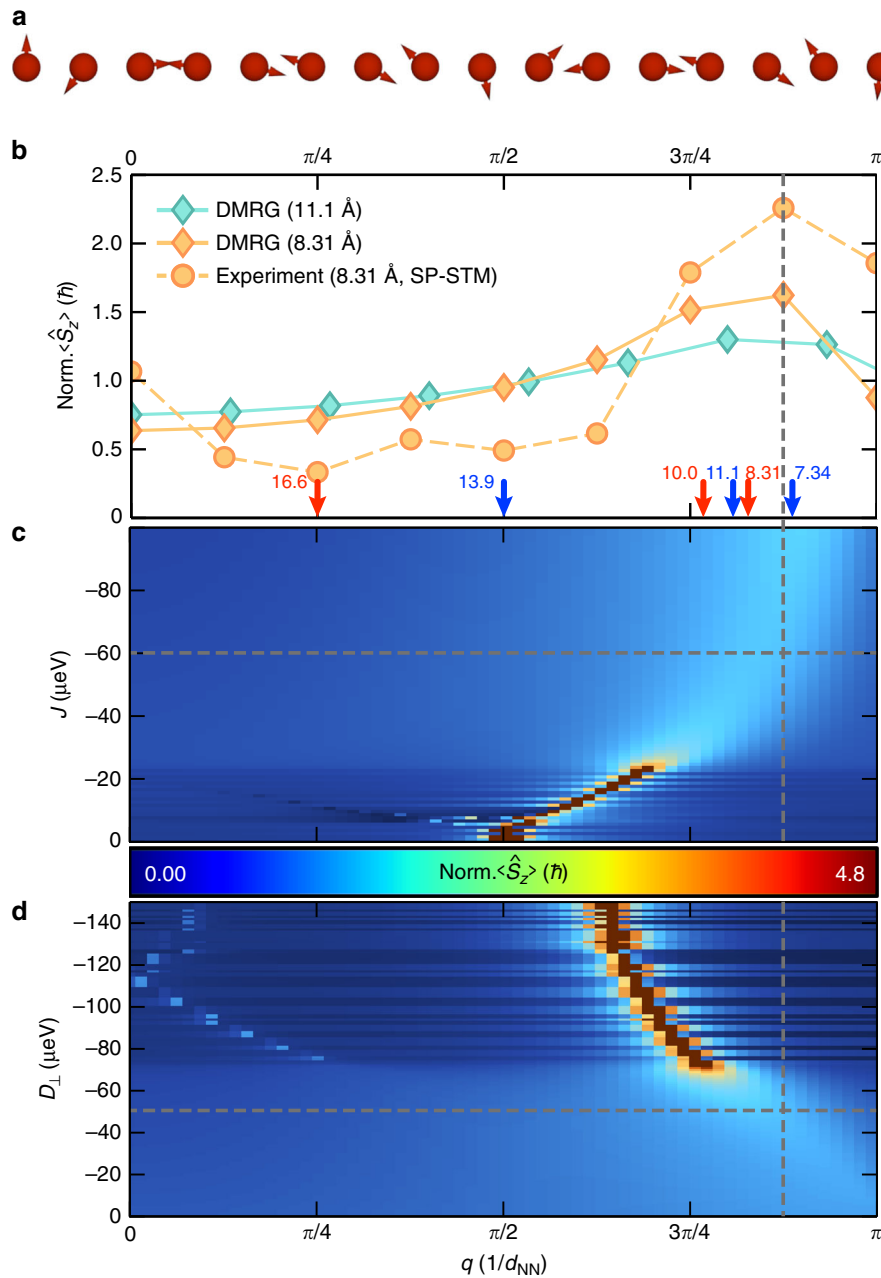 a
b
0 π/4 π/2 3π/4 π
2.5
2.0
1.5
1.0
0.5
0
Norm.<Ŝz> (ħ)
DMRG (11.1 Å)
DMRG (8.31 Å)
Experiment (8.31 Å, SP-STM)
16.6 13.9 10.0 11.1 8.31 7.34
c
−80
−60
−40
−20
0
J (μeV)
0.00 Norm.<Ŝz> (ħ) 4.8
d
−140
−120
−100
−80
−60
−40
−20
0
D⊥ (μeV)
0 π/4 π/2 3π/4 π
q (1/dNN)